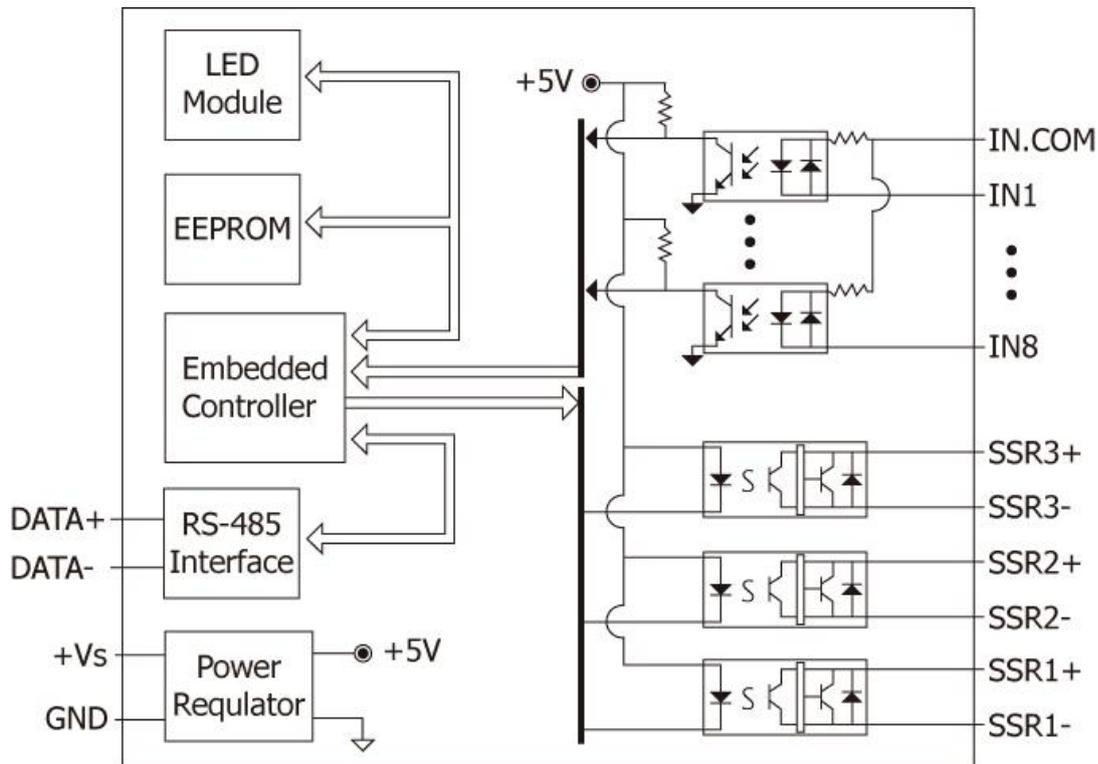 LED
Module
EEPROM
Embedded
Controller
DATA+
DATA-
RS-485
Interface
+Vs
GND
Power
Requlator
+5V
+5V
IN.COM
IN1
IN8
SSR3+
SSR3-
SSR2+
SSR2-
SSR1+
SSR1-